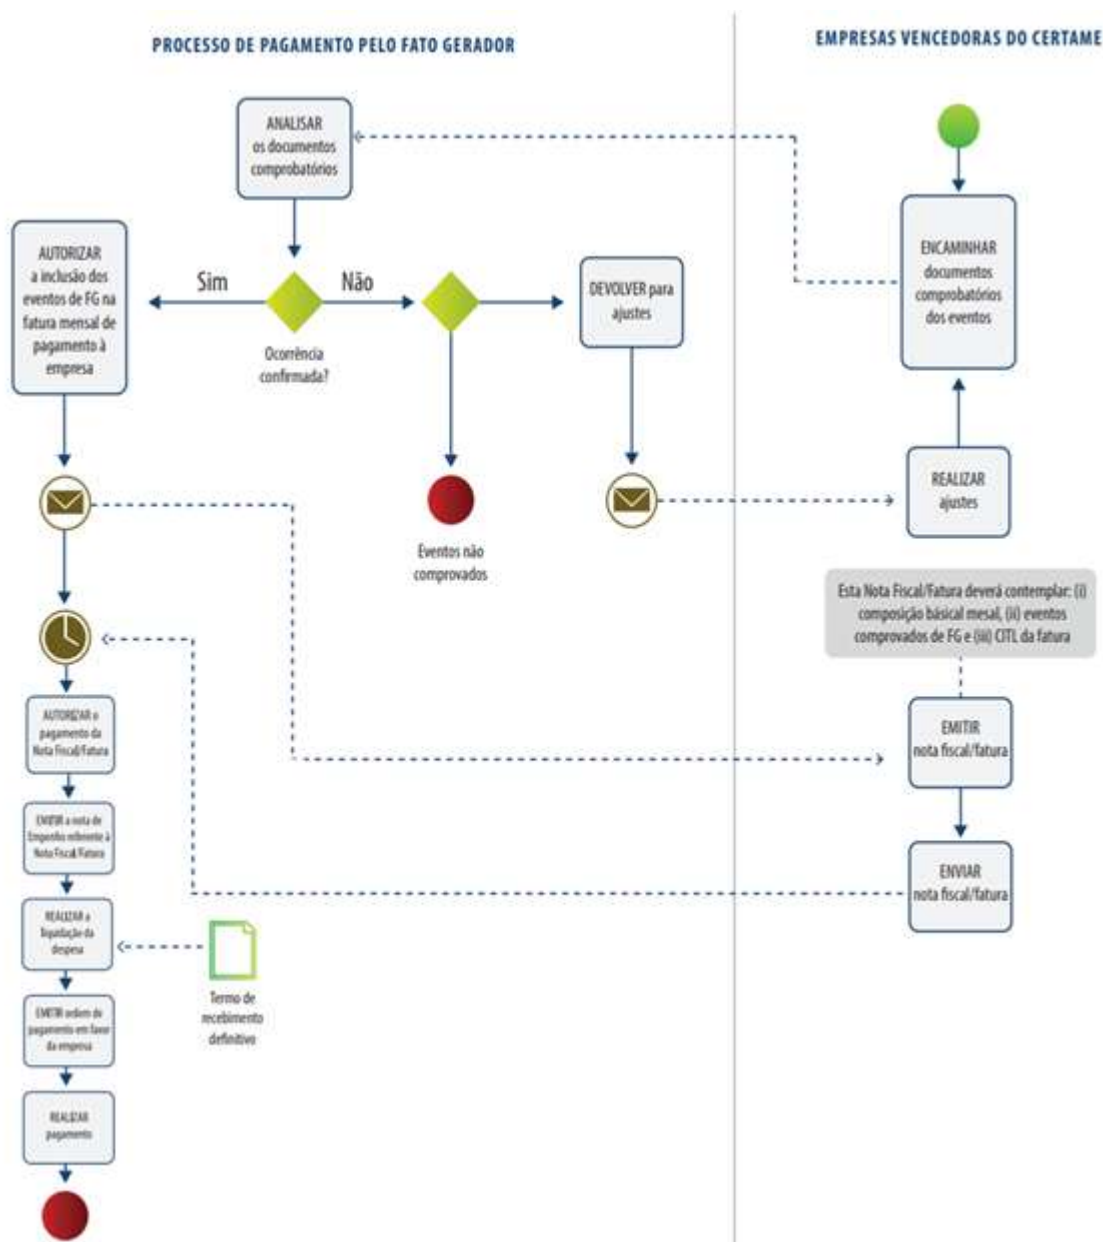 PROCESSO DE PAGAMENTO PELO FATO GERADOR
EMPRESAS VENCEDORAS DO CERTAME
ANALISAR
os documentos
comprobatórios
AUTORIZAR
a inclusão dos
eventos de FG na
fatura mensal de
pagamento à
empresa
Sim
Não
Ocorrência
confirmada?
DEVOLVER para
ajustes
ENCAMINHAR
documentos
comprobatórios
dos eventos
REALIZAR
ajustes
Eventos não
comprovados
Esta Nota Fiscal/Fatura deverá contemplar: (i)
composição básical mesal, (ii) eventos
comprovados de FG e (iii) CITL da fatura
AUTORIZAR o
pagamento da
Nota Fiscal/Fatura
EMITIR
nota fiscal/fatura
EMITIR a nota de
Empenho referente à
Nota Fiscal/Fatura
ENVIAR
nota fiscal/fatura
REALIZAR a
liquidação da
despesa
Termo de
recebimento
definitivo
EMITIR ordem de
pagamento em favor
da empresa
REALIZAR
pagamento